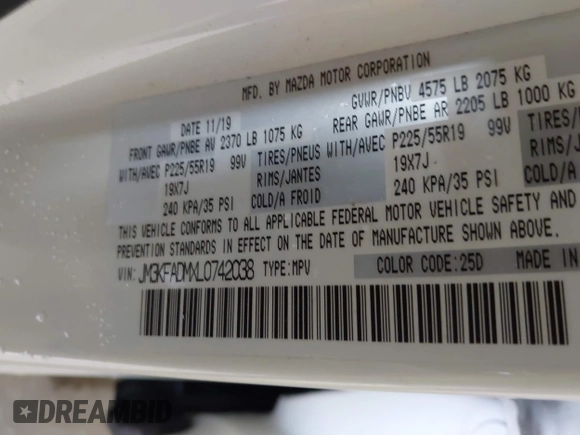 MFD. BY MAZDA MOTOR CORPORATION
DATE 11/19 GVWR/PNBV 4575 LB 2075 KG
FRONT GAWR/PNBE AV 2370 LB 1075 KG REAR GAWR/PNBE AR 2205 LB 1000 KG
WITH/AVEC P225/55R19 99V TIRES/PNEUS WITH/AVEC P225/55R19 99V TIRES/
19X7J RIMS/JANTES 19X7J RIMS/
240 KPA/35 PSI COLD/A FROID 240 KPA/35 PSI COLD/A
THIS VEHICLE CONFORMS TO ALL APPLICABLE FEDERAL MOTOR VEHICLE SAFETY AND
PREVENTION STANDARDS IN EFFECT ON THE DATE OF MANUFACTURE SHOWN ABOVE.
VIN: JM3KFADMXL0742038 TYPE:MPV COLOR CODE:25D MADE IN
DREAMBID